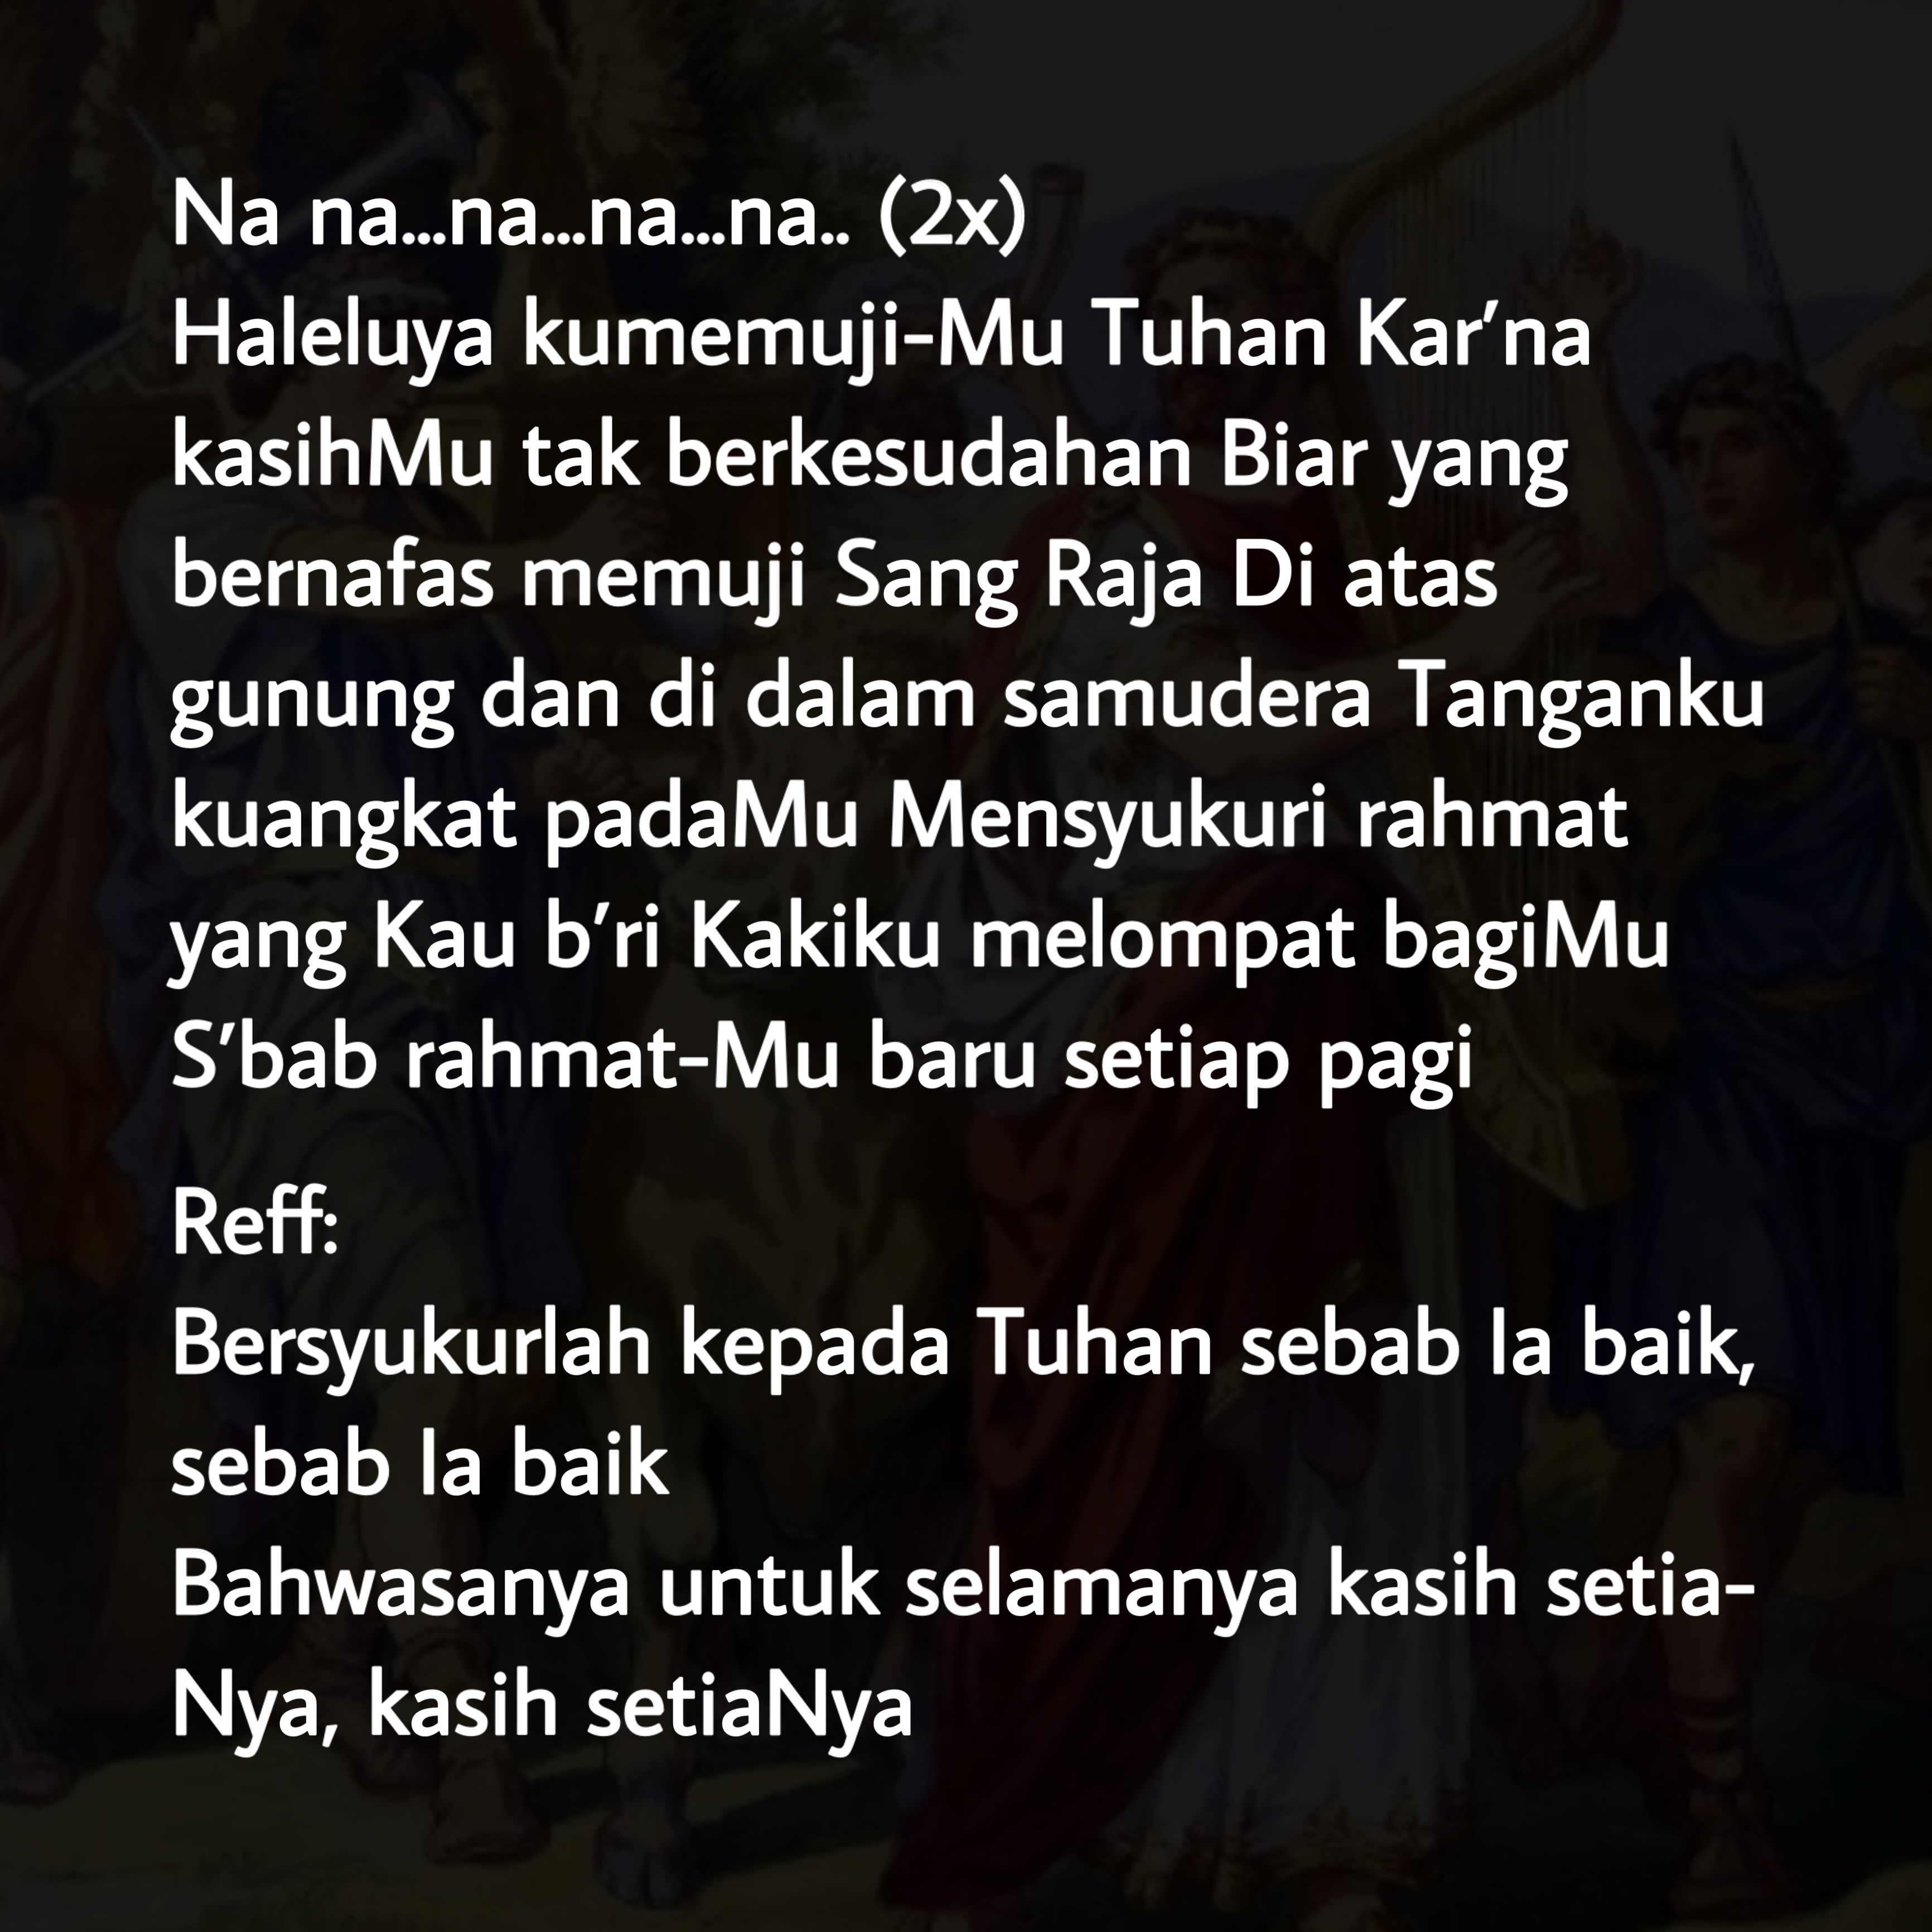 Na na...na...na...na.. (2x)
Haleluya kumemuji-Mu Tuhan Kar'na
kasihMu tak berkesudahan Biar yang
bernafas memuji Sang Raja Di atas
gunung dan di dalam samudera Tanganku
kuangkat padaMu Mensyukuri rahmat
yang Kau b'ri Kakiku melompat bagiMu
S'bab rahmat-Mu baru setiap pagi
Reff:
Bersyukurlah kepada Tuhan sebab Ia baik,
sebab Ia baik
Bahwasanya untuk selamanya kasih setia-
Nya, kasih setiaNya